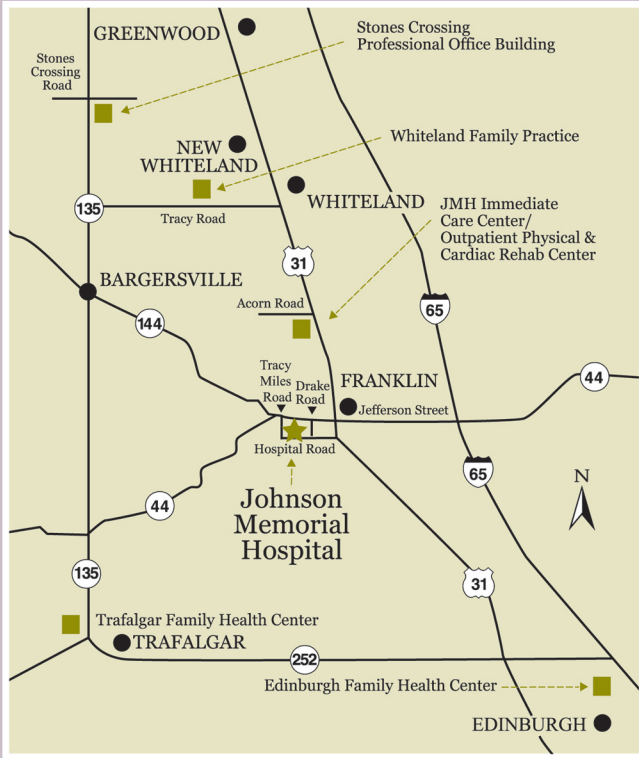 GREENWOOD
Stones Crossing
Professional Office Building
Stones
Crossing
Road
NEW
WHITELAND
Whiteland Family Practice
WHITELAND
135
Tracy Road
JMH Immediate
Care Center/
Outpatient Physical &
Cardiac Rehab Center
31
BARGERSVILLE
Acorn Road
65
144
Tracy
Miles
Road
Drake
Road
FRANKLIN
44
Jefferson Street
Hospital Road
65
N
44
Johnson
Memorial
Hospital
135
31
Trafalgar Family Health Center
TRAFALGAR
252
Edinburgh Family Health Center
EDINBURGH